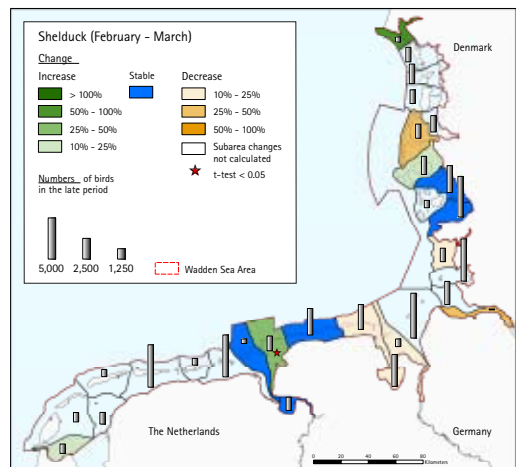 Shelduck (February - March)
Change
Increase
Stable
Decrease
> 100%
10% - 25%
50% - 100%
25% - 50%
25% - 50%
50% - 100%
10% - 25%
Subarea changes
not calculated
t-test < 0.05
Numbers of birds
in the late period
5,000 2,500 1,250
Wadden Sea Area
Denmark
The Netherlands
Germany
0 10 20 40 60 80
Kilometers